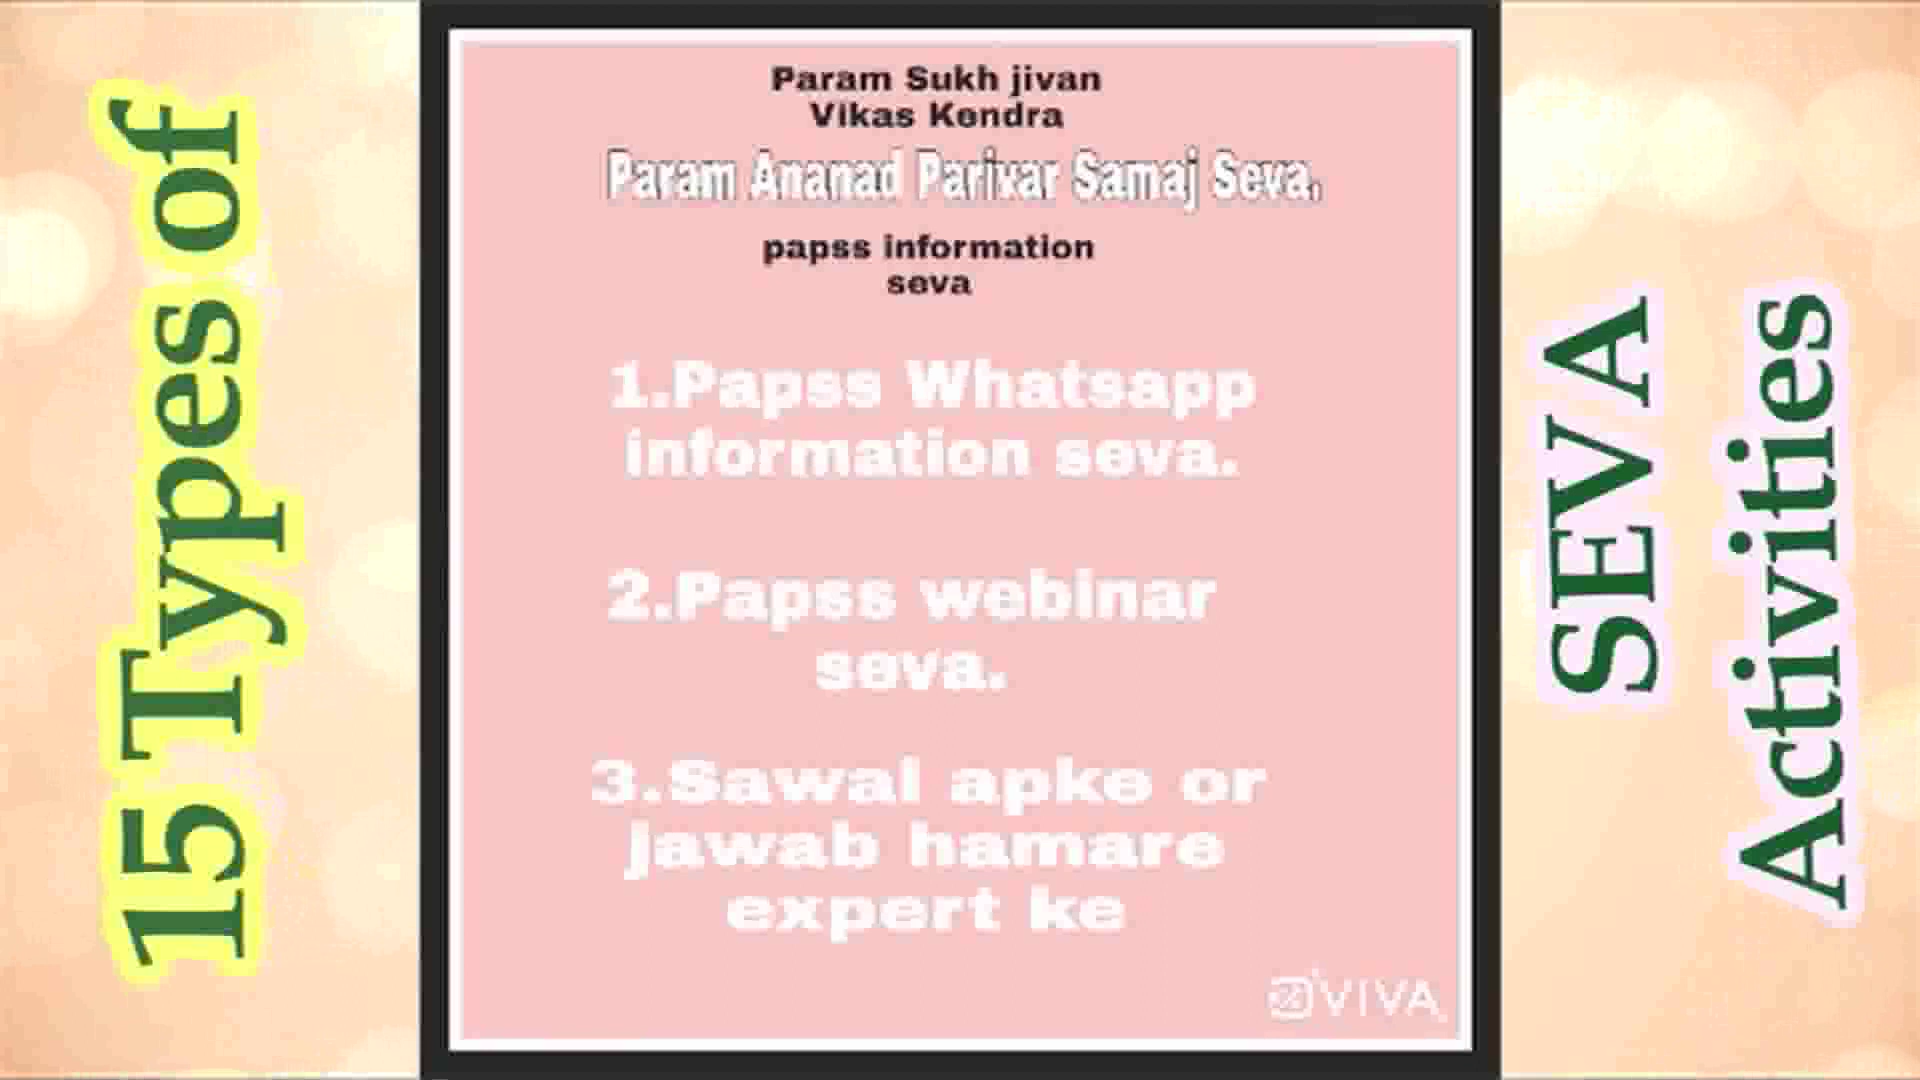 15 Types of
Param Sukh jivan
Vikas Kendra
Param Ananad Parivar Samaj Seva.
papss information
seva
1.Papss Whatsapp
information seva.
2.Papss webinar
seva.
3.Sawal apke or
jawab hamare
expert ke
VIVA
SEVA
Activities